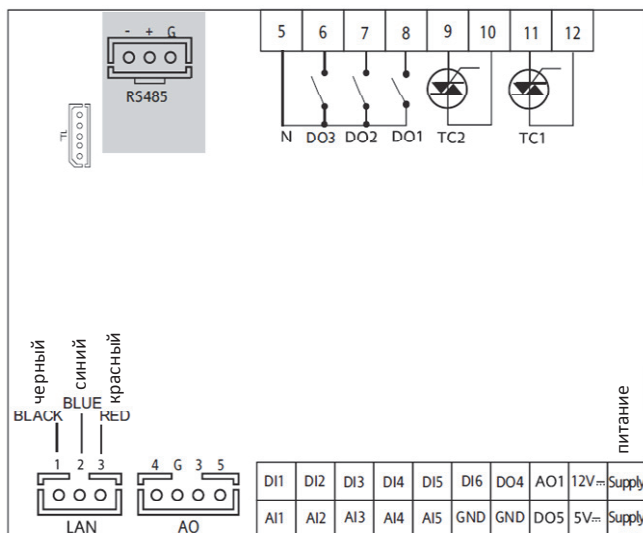 - + G
RS485
TTL
5 6 7 8 9 10 11 12
N DO3 DO2 DO1 TC2 TC1
черный
синий
красный
BLACK BLUE RED
1 2 3
LAN
4 G 3 5
AO
питание
DI1 DI2 DI3 DI4 DI5 DI6 DO4 AO1 12V⎓ Supply
AI1 AI2 AI3 AI4 AI5 GND GND DO5 5V⎓ Supply